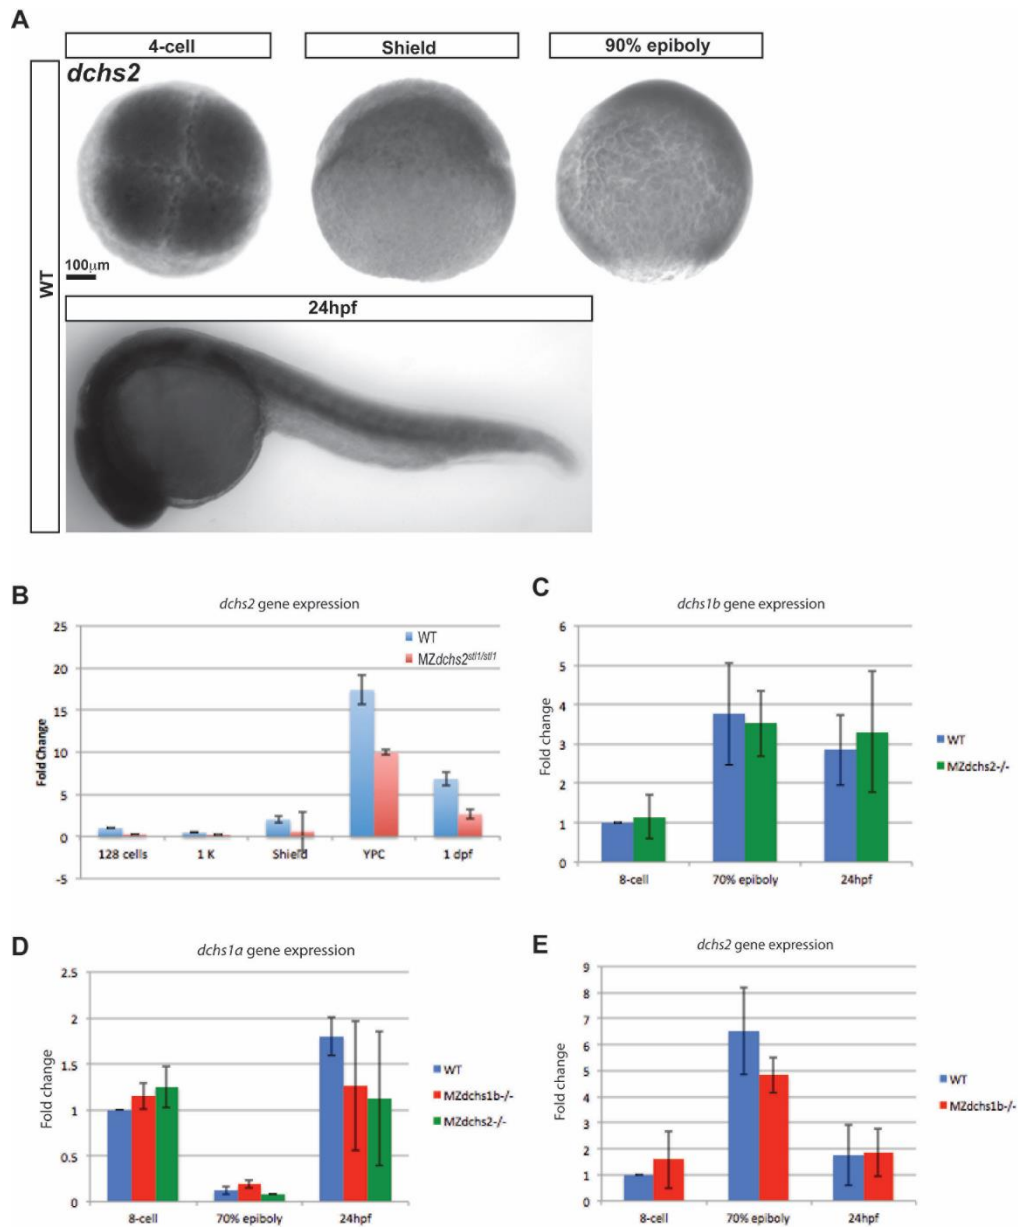 A
4-cell
Shield
90% epiboly
WT
dchs2
100µm
24hpf
B
dchs2 gene expression
Fold Change
25
20
15
10
5
0
-5
128 cells
1 K
Shield
YPC
1 dpf
WT
MZdchs2stl1/stl1
C
dchs1b gene expression
Fold change
6
5
4
3
2
1
0
8-cell
70% epiboly
24hpf
WT
MZdchs2-/-
D
dchs1a gene expression
Fold change
2.5
2
1.5
1
0.5
0
8-cell
70% epiboly
24hpf
WT
MZdchs1b-/-
MZdchs2-/-
E
dchs2 gene expression
Fold change
9
8
7
6
5
4
3
2
1
0
8-cell
70% epiboly
24hpf
WT
MZdchs1b-/-